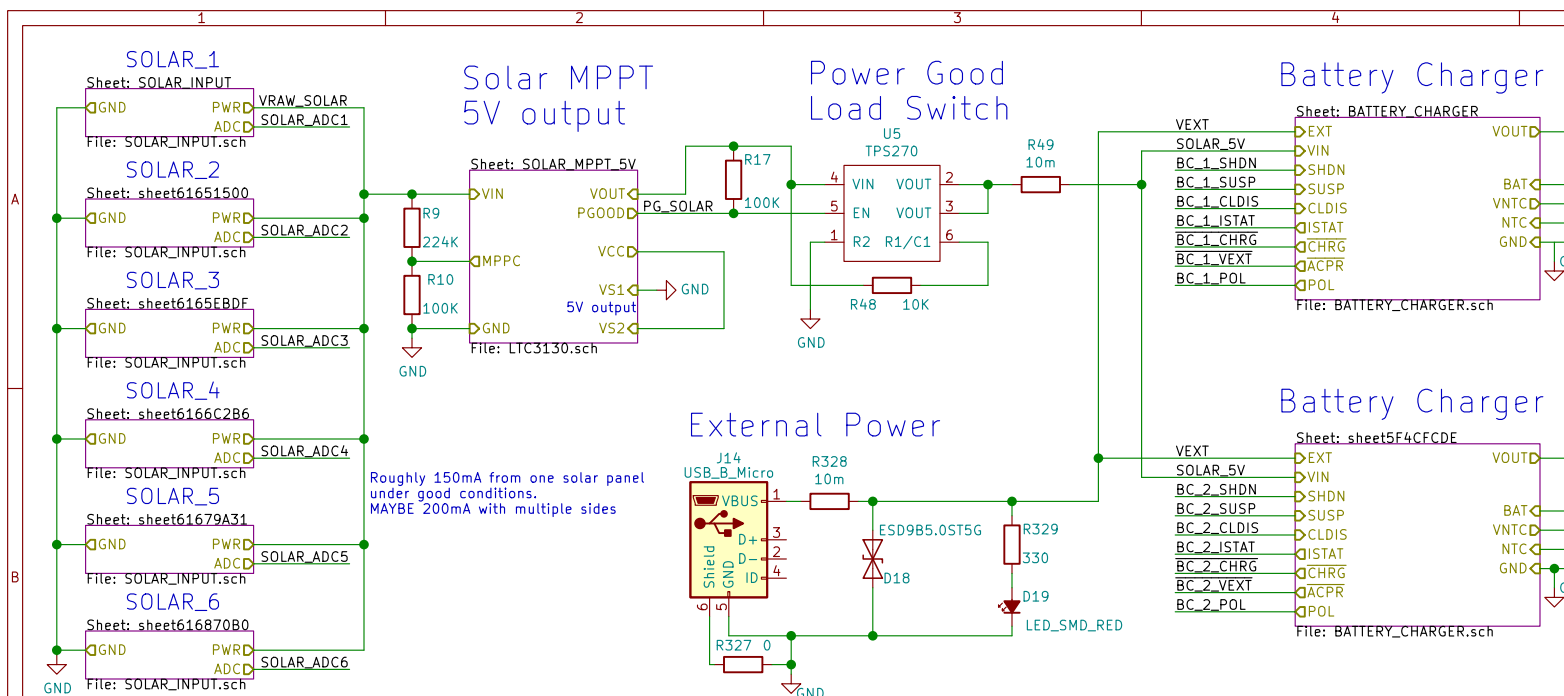 1
2
3
4
A
B
SOLAR_1
Sheet: SOLAR_INPUT
GND
PWR
VRAW_SOLAR
ADC
SOLAR_ADC1
File: SOLAR_INPUT.sch
SOLAR_2
Sheet: sheet61651500
GND
PWR
ADC
SOLAR_ADC2
File: SOLAR_INPUT.sch
SOLAR_3
Sheet: sheet6165EBDF
GND
PWR
ADC
SOLAR_ADC3
File: SOLAR_INPUT.sch
SOLAR_4
Sheet: sheet6166C2B6
GND
PWR
ADC
SOLAR_ADC4
File: SOLAR_INPUT.sch
SOLAR_5
Sheet: sheet61679A31
GND
PWR
ADC
SOLAR_ADC5
File: SOLAR_INPUT.sch
SOLAR_6
Sheet: sheet616870B0
GND
PWR
ADC
SOLAR_ADC6
File: SOLAR_INPUT.sch
GND
Solar MPPT
5V output
Sheet: SOLAR_MPPT_5V
VIN
VOUT
PGOOD
PG_SOLAR
R9
224K
MPPC
VCC
R10
100K
VS1
GND
5V output
GND
VS2
File: LTC3130.sch
GND
R17
100K
Roughly 150mA from one solar panel
under good conditions.
MAYBE 200mA with multiple sides
Power Good
Load Switch
U5
TPS270
4
VIN
VOUT
2
5
EN
VOUT
3
1
R2
R1/C1
6
R48
10K
GND
R49
10m
External Power
J14
USB_B_Micro
VBUS
1
D+
3
D-
2
ID
4
Shield
GND
6
5
R327
0
GND
R328
10m
ESD9B5.0ST5G
D18
R329
330
D19
LED_SMD_RED
Battery Charger
Sheet: BATTERY_CHARGER
VEXT
EXT
VOUT
SOLAR_5V
VIN
BC_1_SHDN
SHDN
BC_1_SUSP
SUSP
BAT
BC_1_CLDIS
CLDIS
VNTC
BC_1_ISTAT
ISTAT
NTC
BC_1_CHRG
CHRG
GND
BC_1_VEXT
ACPR
BC_1_POL
POL
File: BATTERY_CHARGER.sch
Battery Charger
Sheet: sheet5F4CFCDE
VEXT
EXT
VOUT
SOLAR_5V
VIN
BC_2_SHDN
SHDN
BC_2_SUSP
SUSP
BAT
BC_2_CLDIS
CLDIS
VNTC
BC_2_ISTAT
ISTAT
NTC
BC_2_CHRG
CHRG
GND
BC_2_VEXT
ACPR
BC_2_POL
POL
File: BATTERY_CHARGER.sch